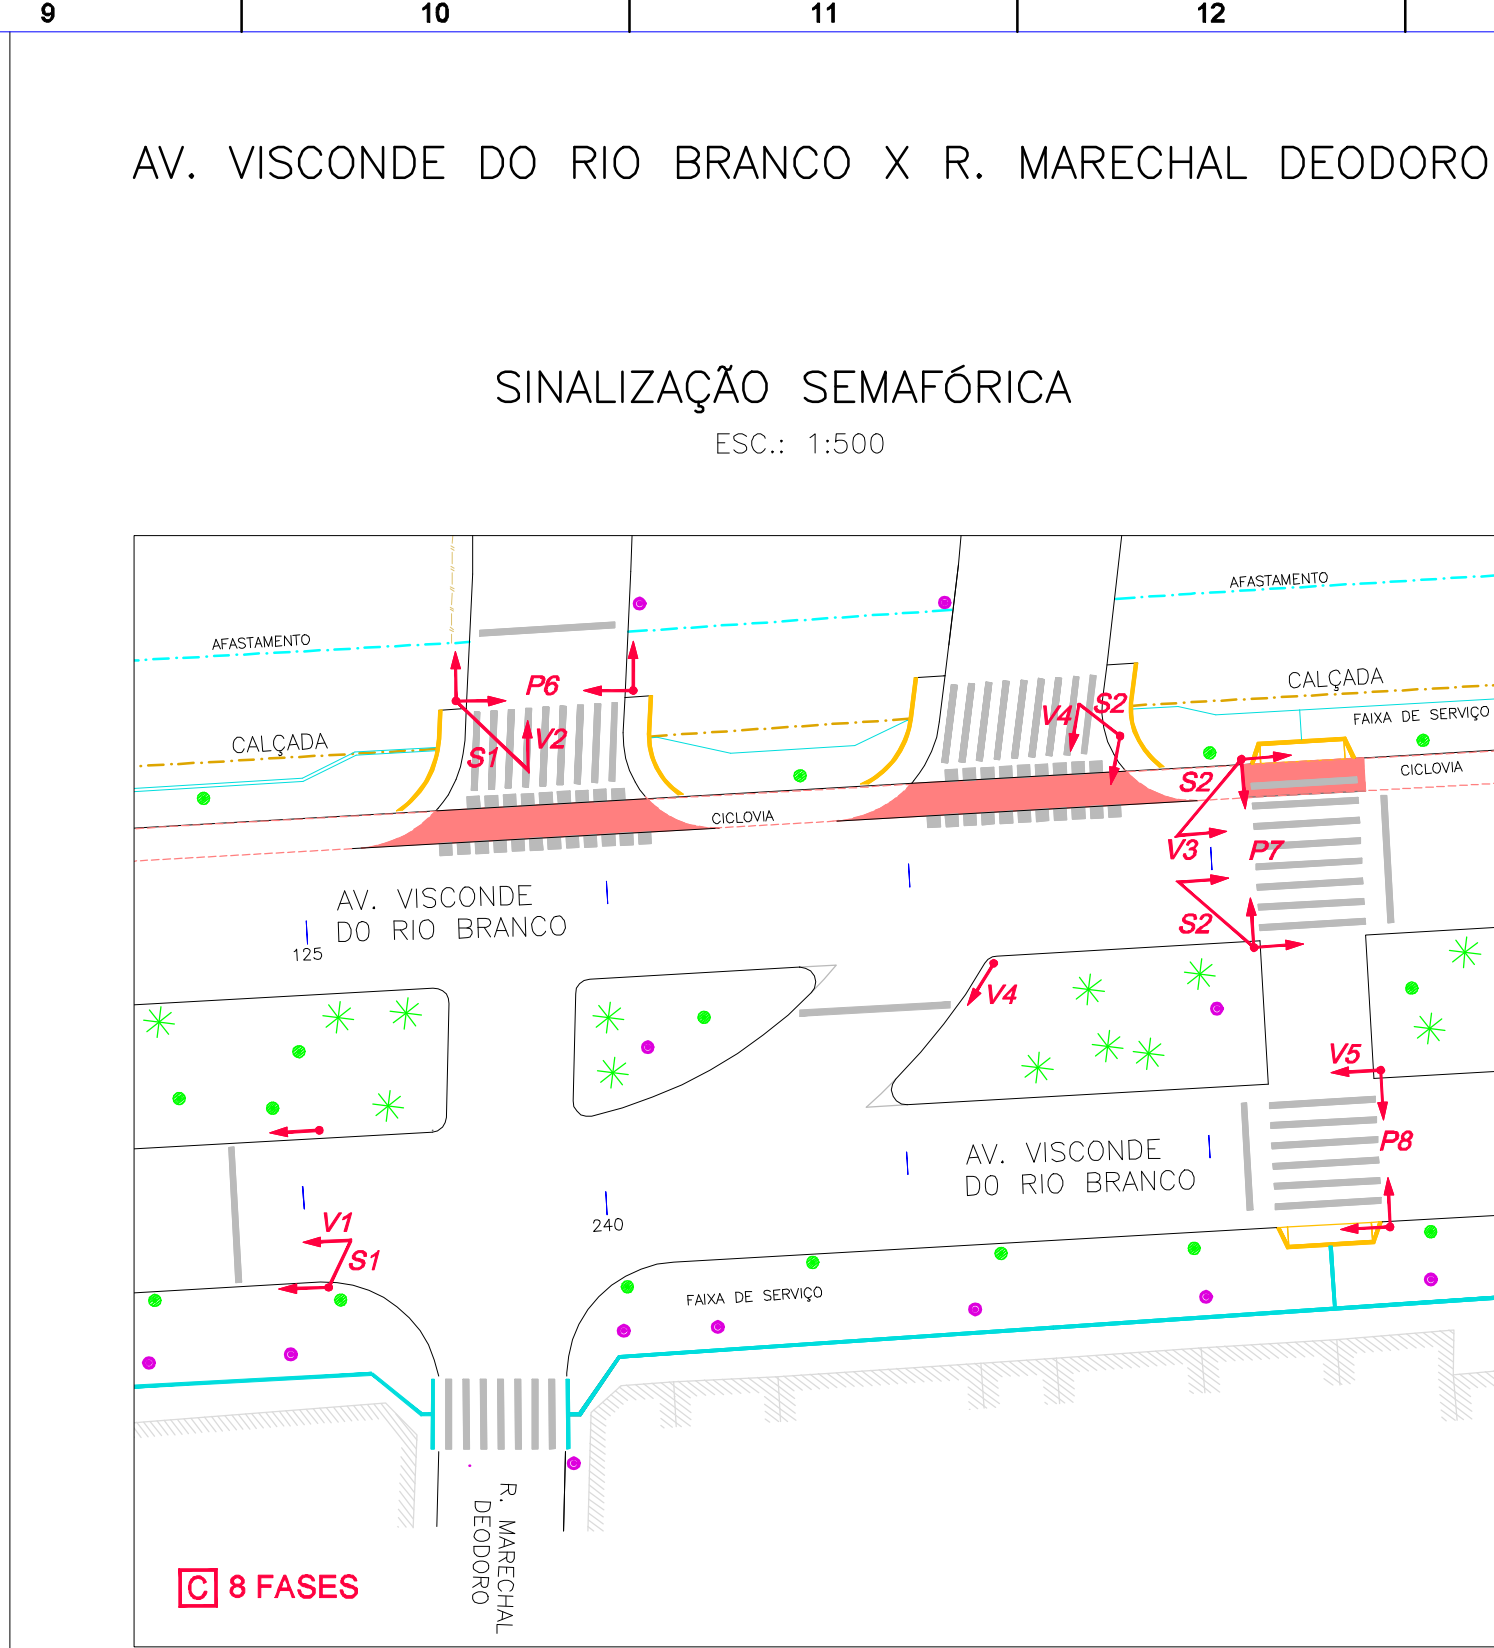 9 10 11 12
AV. VISCONDE DO RIO BRANCO X R. MARECHAL DEODORO
SINALIZAÇÃO SEMAFÓRICA
ESC.: 1:500
AFASTAMENTO
AFASTAMENTO
CALÇADA
P6
V2
S1
CALÇADA
V4
S2
FAIXA DE SERVIÇO
CICLOVIA
S2
CICLOVIA
V3
P7
AV. VISCONDE
DO RIO BRANCO
125
S2
V4
V5
P8
AV. VISCONDE
DO RIO BRANCO
V1
S1
240
FAIXA DE SERVIÇO
R. MARECHAL
DEODORO
C 8 FASES